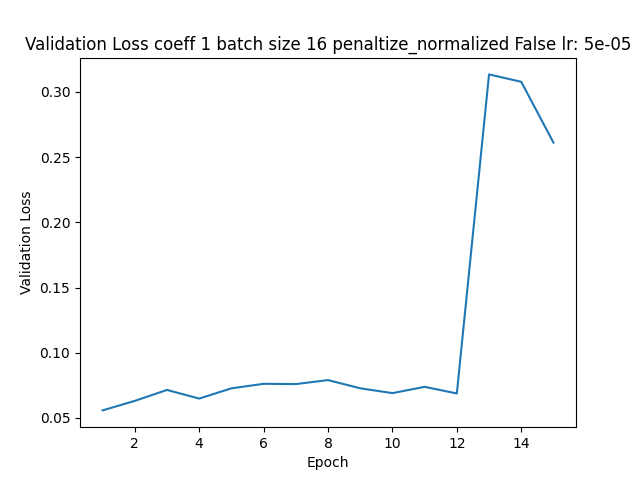 Validation Loss coeff 1 batch size 16 penaltize_normalized False lr: 5e-05
0.30
0.25
0.20
0.15
0.10
0.05
Validation Loss
2 4 6 8 10 12 14
Epoch